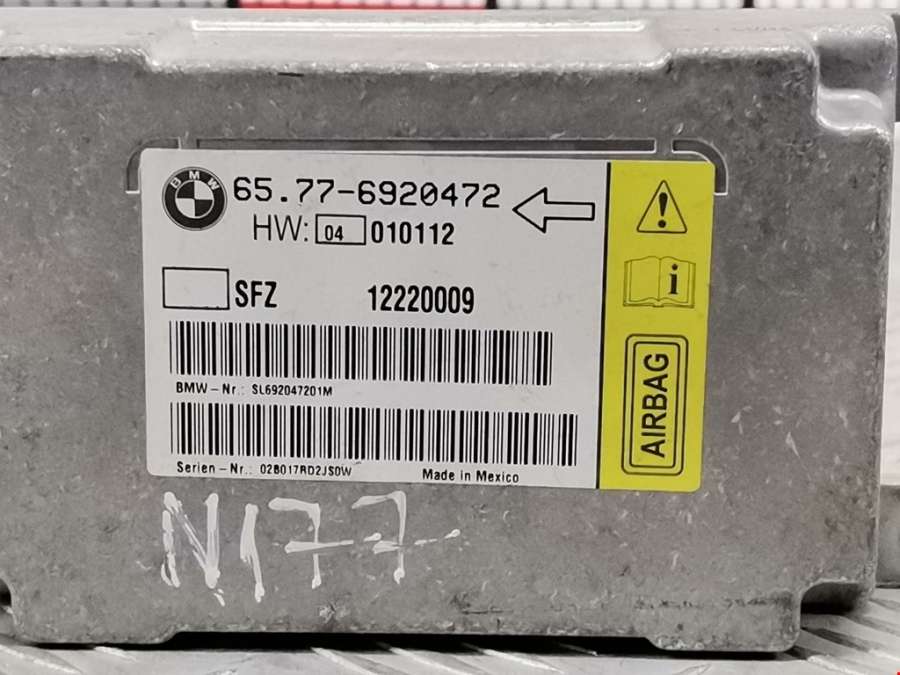 BMW
65.77-6920472
HW: 04 010112
SFZ 12220009
BMW-Nr.: SL692047201M
Serien-Nr.: 02B017RD2JS0W
Made in Mexico
i
AIRBAG
N177-